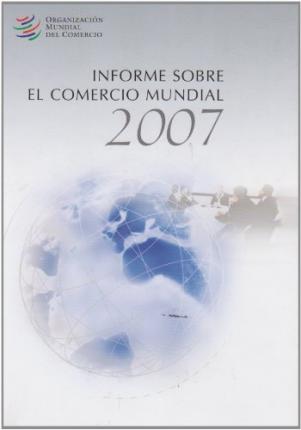 ORGANIZACIÓN
MUNDIAL
DEL COMERCIO
INFORME SOBRE
EL COMERCIO MUNDIAL
2007